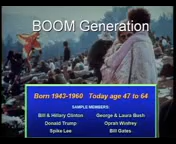 BOOM Generation
Born 1943-1960 Today age 47 to 64
SAMPLE MEMBERS:
Bill & Hillary Clinton George & Laura Bush
Donald Trump Oprah Winfrey
Spike Lee Bill Gates